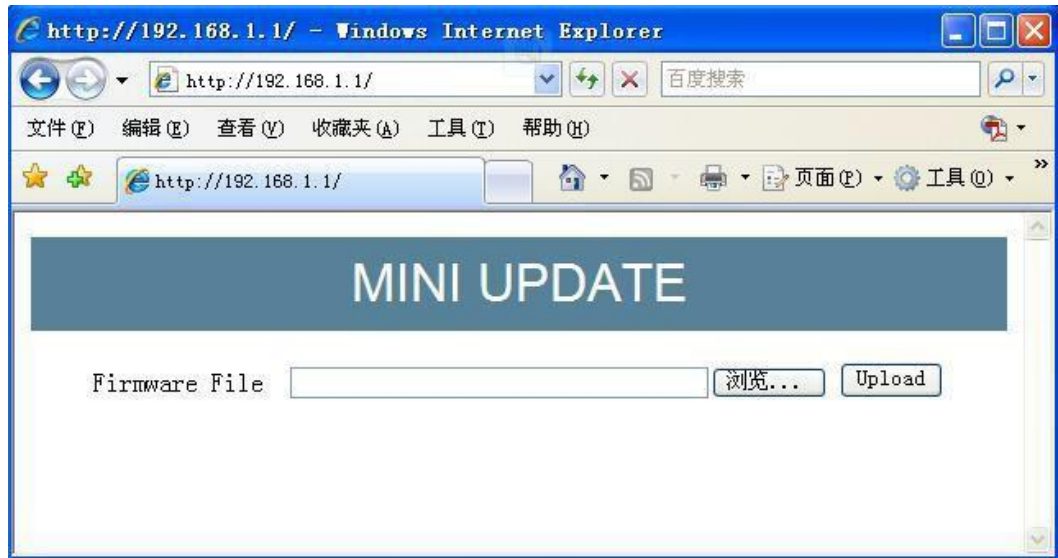 http://192.168.1.1/ - Windows Internet Explorer
http://192.168.1.1/ 百度搜索
文件(F) 编辑(E) 查看(V) 收藏夹(A) 工具(T) 帮助(H)
http://192.168.1.1/ 页面(P) 工具(O) »
MINI UPDATE
Firmware File 浏览... Upload